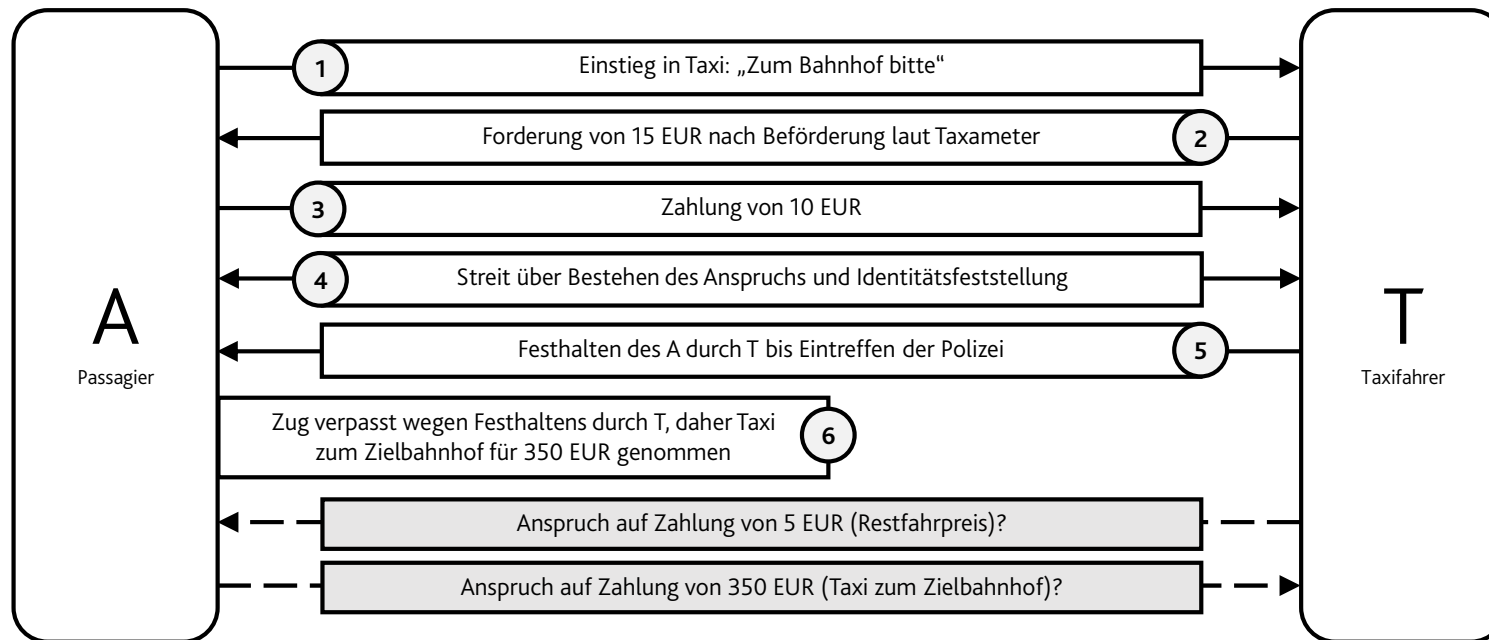 1
Einstieg in Taxi: „Zum Bahnhof bitte“
Forderung von 15 EUR nach Beförderung laut Taxameter
2
3
Zahlung von 10 EUR
4
Streit über Bestehen des Anspruchs und Identitätsfeststellung
A
Passagier
T
Taxifahrer
Festhalten des A durch T bis Eintreffen der Polizei
5
Zug verpasst wegen Festhaltens durch T, daher Taxi
zum Zielbahnhof für 350 EUR genommen
6
Anspruch auf Zahlung von 5 EUR (Restfahrpreis)?
Anspruch auf Zahlung von 350 EUR (Taxi zum Zielbahnhof)?